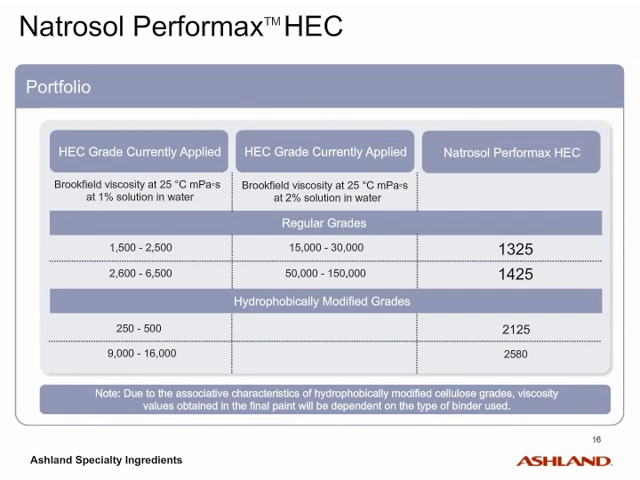 Natrosol Performax™ HEC
Portfolio
HEC Grade Currently Applied
HEC Grade Currently Applied
Natrosol Performax HEC
Brookfield viscosity at 25 °C mPa·s
at 1% solution in water
Brookfield viscosity at 25 °C mPa·s
at 2% solution in water
Regular Grades
1,500 - 2,500
15,000 - 30,000
1325
2,600 - 6,500
50,000 - 150,000
1425
Hydrophobically Modified Grades
250 - 500
2125
9,000 - 16,000
2580
Note: Due to the associative characteristics of hydrophobically modified cellulose grades, viscosity
values obtained in the final paint will be dependent on the type of binder used.
16
Ashland Specialty Ingredients
ASHLAND.